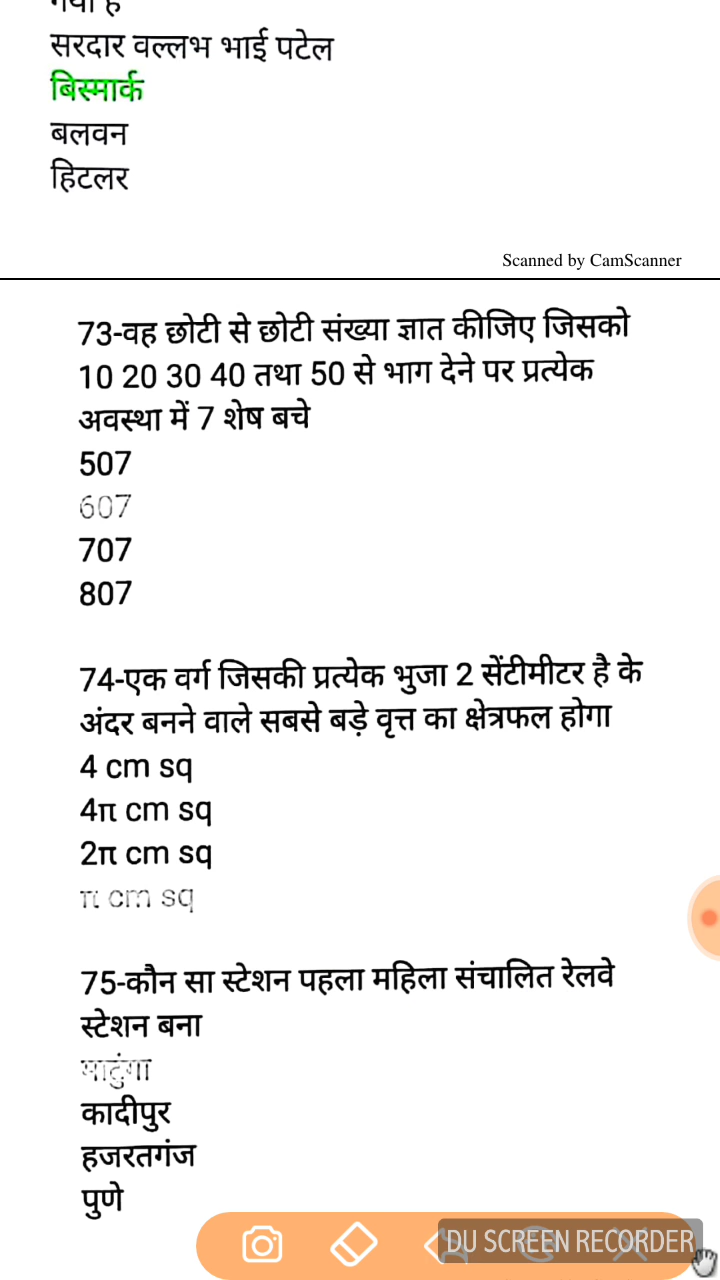 सरदार वल्लभ भाई पटेल
बिस्मार्क
बलवन
हिटलर
Scanned by CamScanner
73-वह छोटी से छोटी संख्या ज्ञात कीजिए जिसको
10 20 30 40 तथा 50 से भाग देने पर प्रत्येक
अवस्था में 7 शेष बचे
507
607
707
807
74-एक वर्ग जिसकी प्रत्येक भुजा 2 सेंटीमीटर है के
अंदर बनने वाले सबसे बड़े वृत्त का क्षेत्रफल होगा
4 cm sq
4π cm sq
2π cm sq
π cm sq
75-कौन सा स्टेशन पहला महिला संचालित रेलवे
स्टेशन बना
माटुंगा
कादीपुर
हजरतगंज
पुणे
DU SCREEN RECORDER